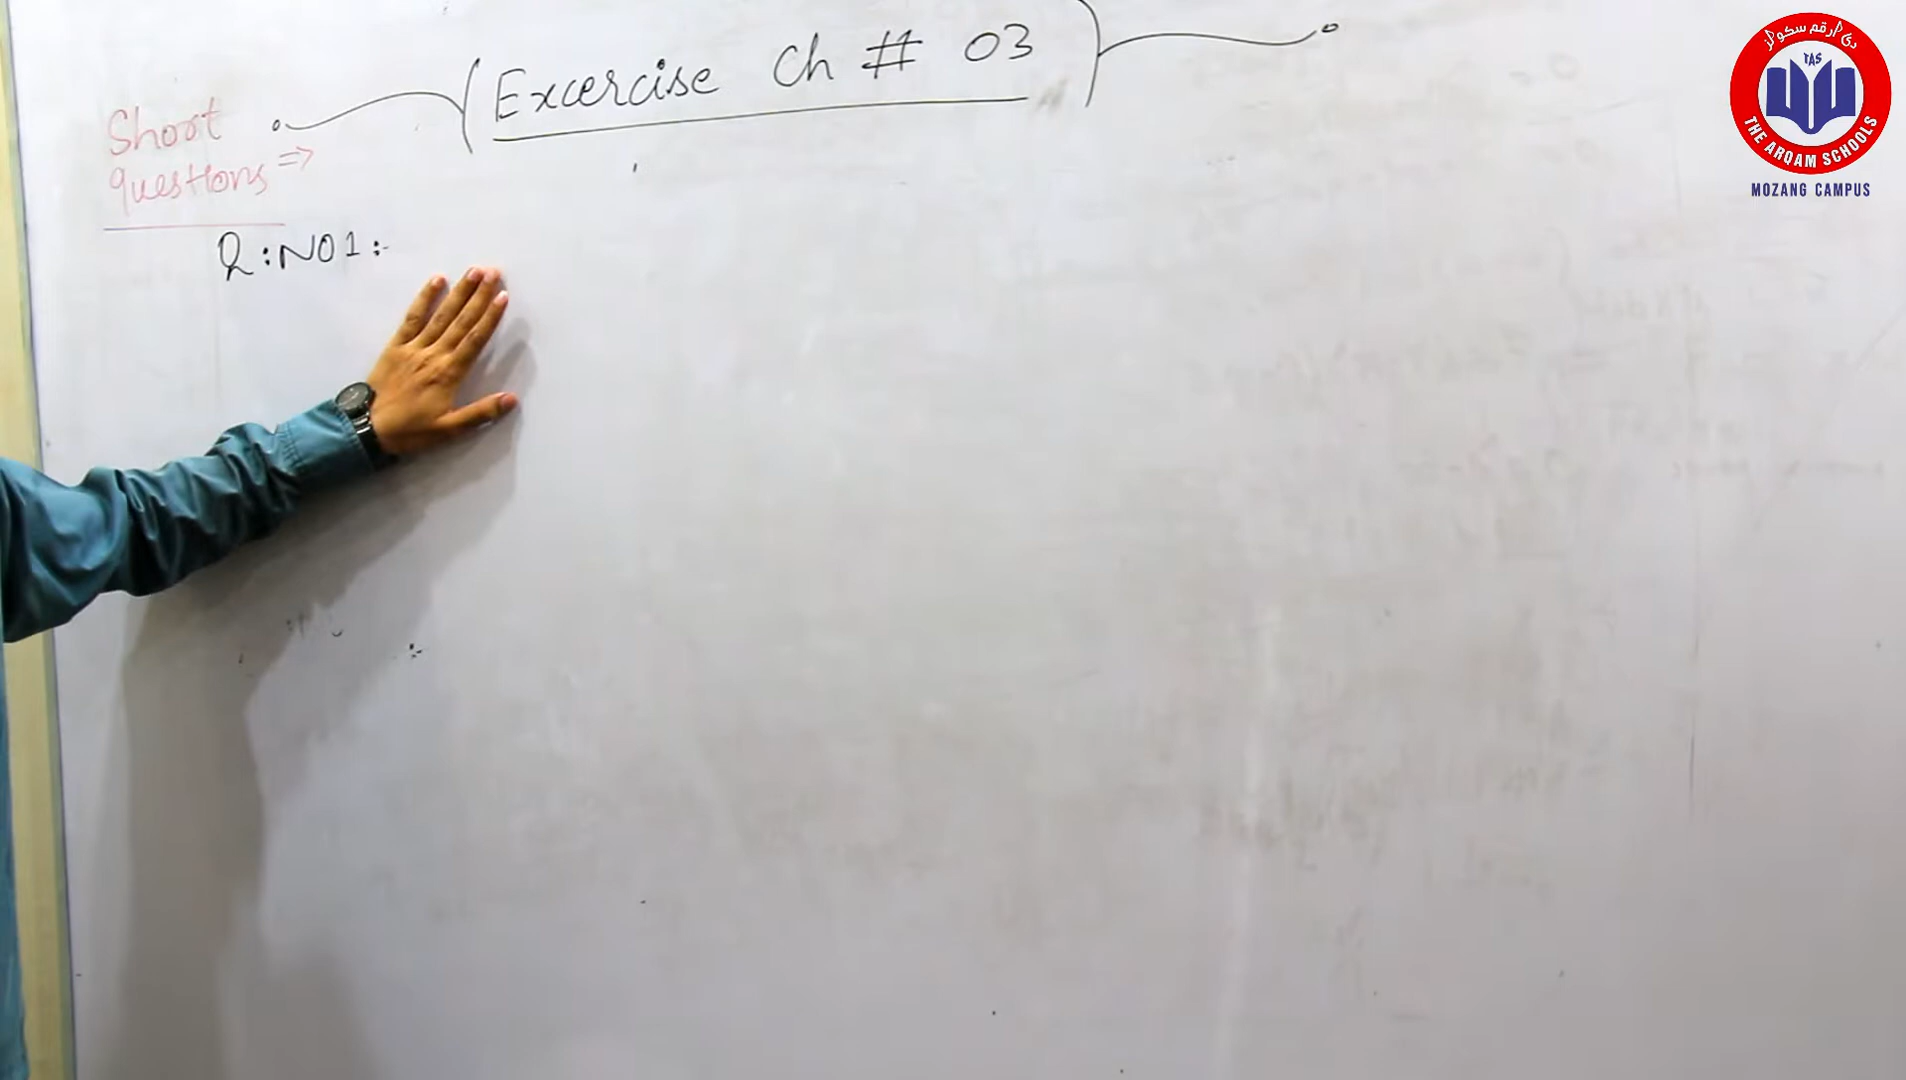 (Excercise Ch # 03)
Short
questions =>
Q:NO1:-
دی ارقم سکولز
TAS
THE ARQAM SCHOOLS
MOZANG CAMPUS